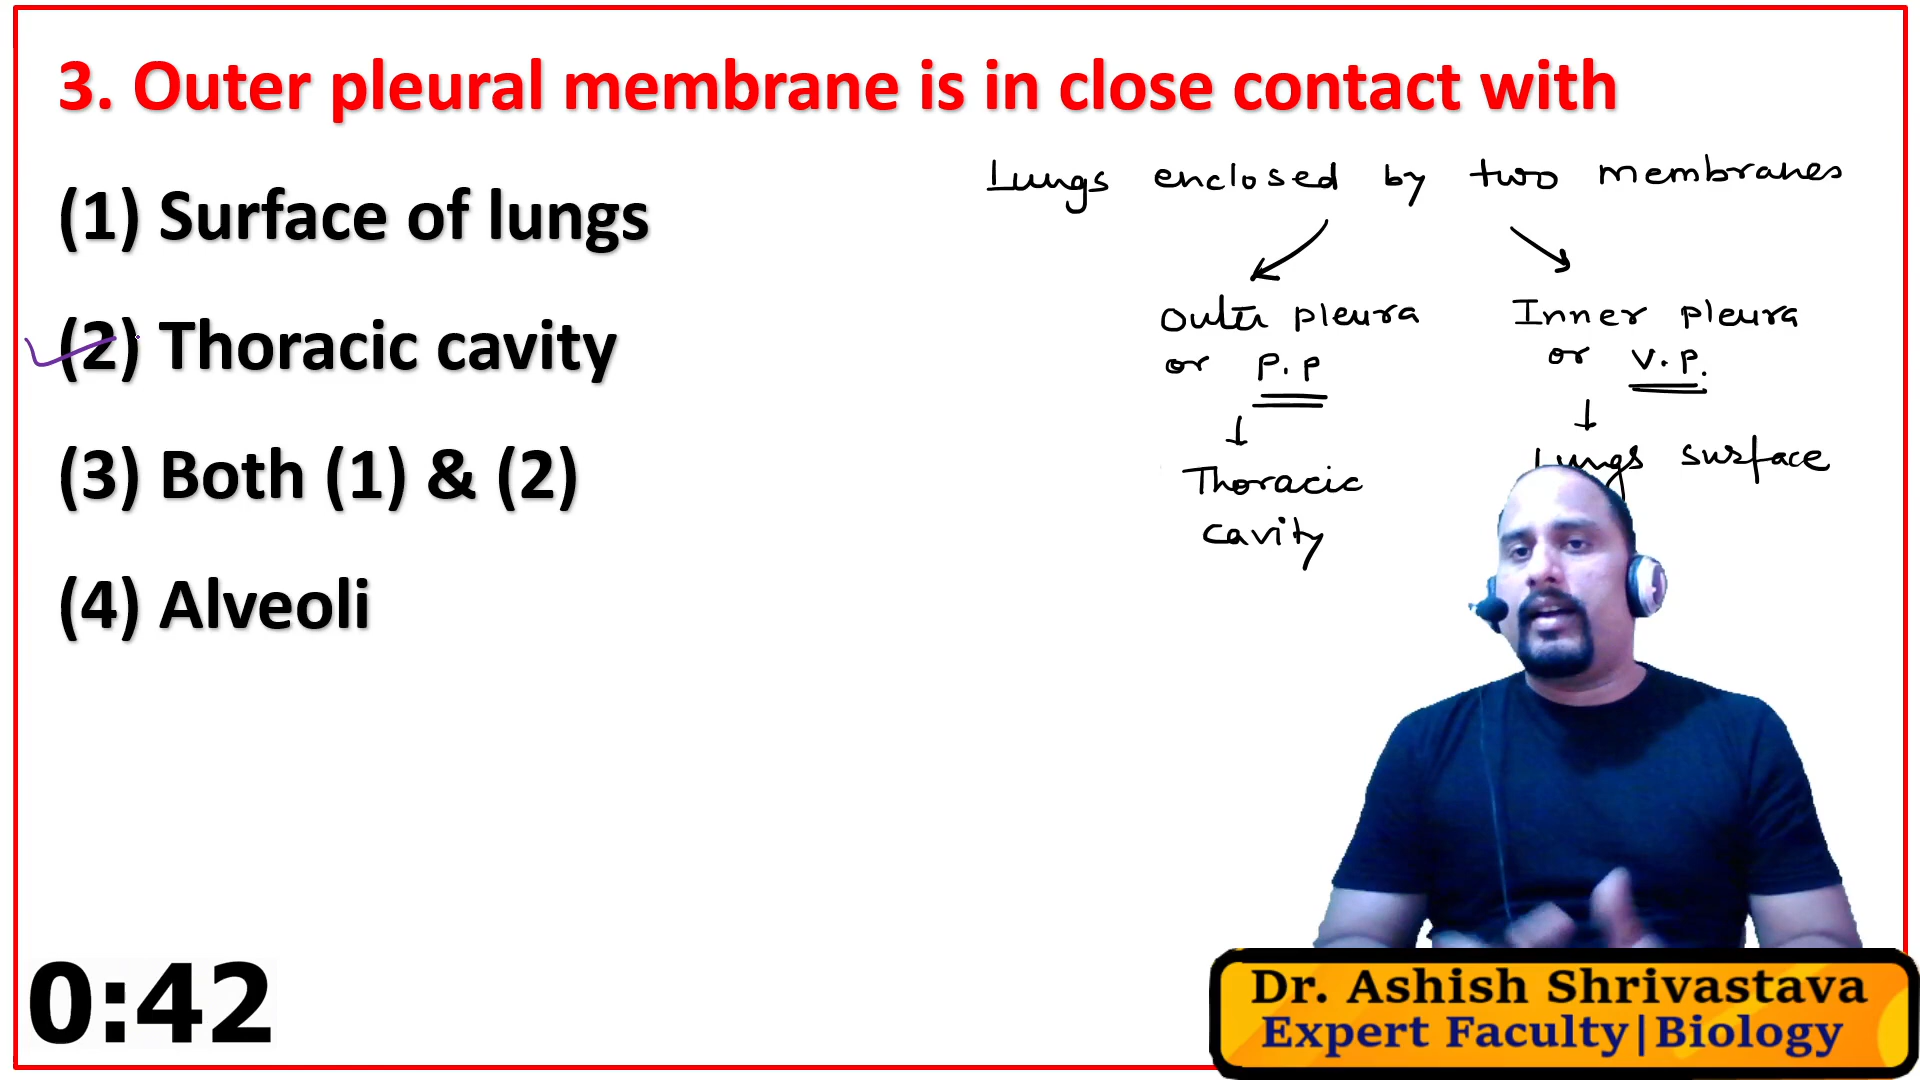 3. Outer pleural membrane is in close contact with
(1) Surface of lungs
(2) Thoracic cavity
(3) Both (1) & (2)
(4) Alveoli
Lungs enclosed by two membranes
Outer pleura
or P.P
Thoracic
cavity
Inner pleura
or V.P.
Lungs surface
0:42
Dr. Ashish Shrivastava
Expert Faculty|Biology